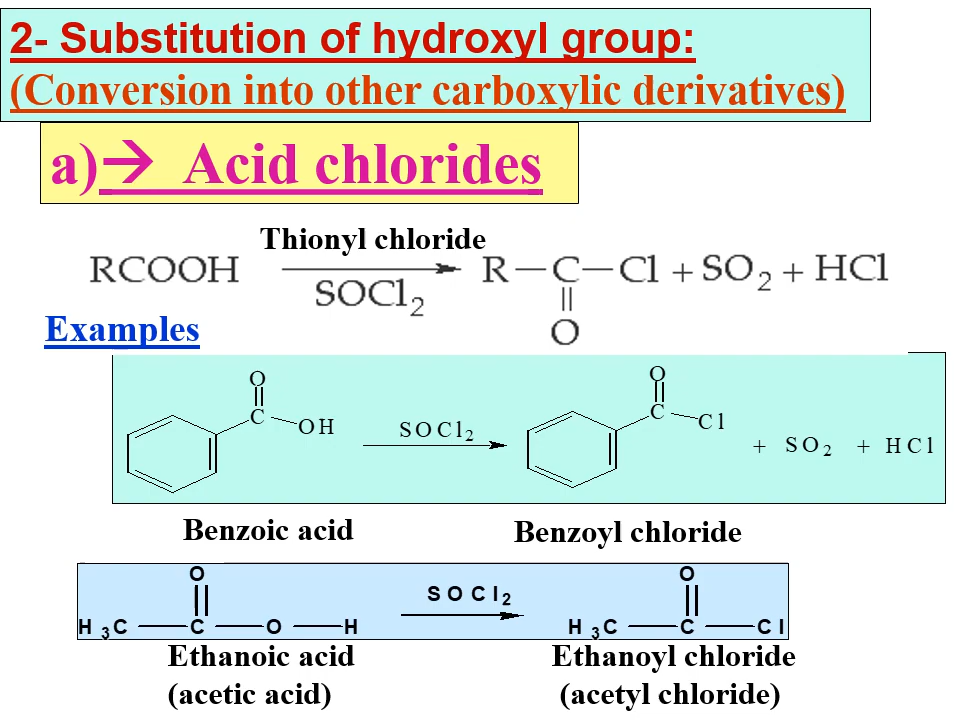 2- Substitution of hydroxyl group:
(Conversion into other carboxylic derivatives)
a)→ Acid chlorides
Thionyl chloride
RCOOH SOCl2 R—C—Cl + SO2 + HCl
O
Examples
O O
C OH SOCl2 C Cl + SO2 + HCl
Benzoic acid Benzoyl chloride
O SOCl2 O
H3C C O H H3C C Cl
Ethanoic acid Ethanoyl chloride
(acetic acid) (acetyl chloride)